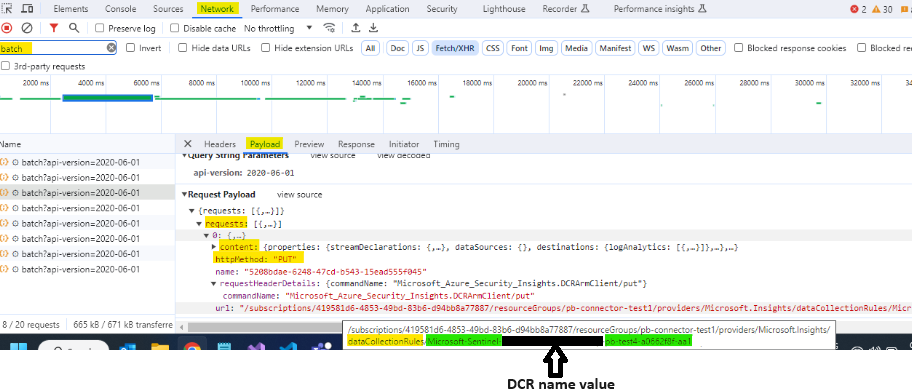 Elements Console Sources Network Performance Memory Application Security Lighthouse Recorder Performance insights 2 30
Preserve log Disable cache No throttling
batch Invert Hide data URLs Hide extension URLs All Doc JS Fetch/XHR CSS Font Img Media Manifest WS Wasm Other Blocked response cookies Blocked re
3rd-party requests
2000 ms 4000 ms 6000 ms 8000 ms 10000 ms 12000 ms 14000 ms 16000 ms 18000 ms 20000 ms 22000 ms 24000 ms 26000 ms 28000 ms 30000 ms 32000 ms 34
Name Headers Payload Preview Response Initiator Timing
batch?api-version=2020-06-01
batch?api-version=2020-06-01
batch?api-version=2020-06-01
batch?api-version=2020-06-01
batch?api-version=2020-06-01
batch?api-version=2020-06-01
batch?api-version=2020-06-01
batch?api-version=2020-06-01
8 / 20 requests 665 kB / 671 kB transferre
Query String Parameters view source view decoded
api-version: 2020-06-01
Request Payload view source
{requests: [{,…}]}
requests: [{,…}]
0: {,…}
content: {properties: {streamDeclarations: {,…}, dataSources: {}, destinations: {logAnalytics: [{,…}]},…},…}
httpMethod: "PUT"
name: "5208bdae-6248-47cd-b543-15ead555f045"
requestHeaderDetails: {commandName: "Microsoft_Azure_Security_Insights.DCRArmClient/put"}
commandName: "Microsoft_Azure_Security_Insights.DCRArmClient/put"
url: "/subscriptions/419581d6-4853-49bd-83b6-d94bb8a77887/resourceGroups/pb-connector-test1/providers/Microsoft.Insights/dataCollectionRules/Micr
/subscriptions/419581d6-4853-49bd-83b6-d94bb8a77887/resourceGroups/pb-connector-test1/providers/Microsoft.Insights/
dataCollectionRules/Microsoft-Sentinel- -pb-test4-a0662f8f-aa1
Search
DCR name value